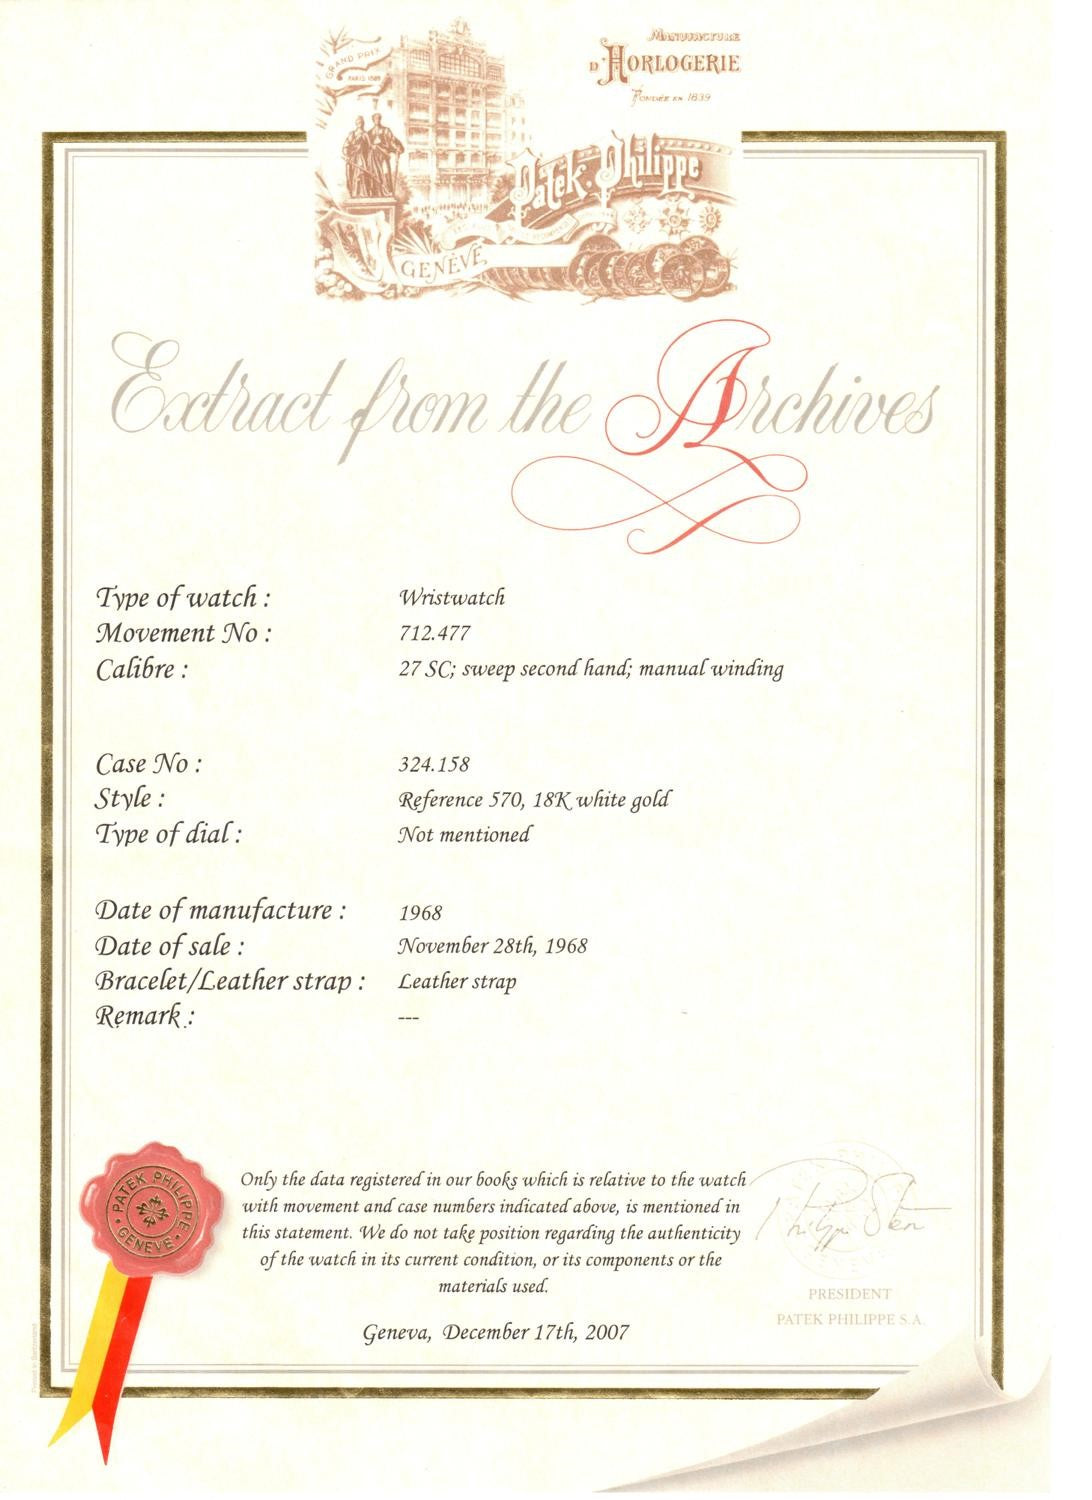 GRAND PRIX
PARIS 1889
MANUFACTURE
D'HORLOGERIE
FONDÉE EN 1839
Patek. Philippe
GENÈVE
Extract from the Archives
Type of watch : Wristwatch
Movement No : 712.477
Calibre : 27 SC; sweep second hand; manual winding
Case No : 324.158
Style : Reference 570, 18K white gold
Type of dial : Not mentioned
Date of manufacture : 1968
Date of sale : November 28th, 1968
Bracelet/Leather strap : Leather strap
Remark : ---
PATEK PHILIPPE
GENEVE
Only the data registered in our books which is relative to the watch
with movement and case numbers indicated above, is mentioned in
this statement. We do not take position regarding the authenticity
of the watch in its current condition, or its components or the
materials used.
Philippe Stern
PRESIDENT
PATEK PHILIPPE S.A.
Geneva, December 17th, 2007
Printed in Switzerland